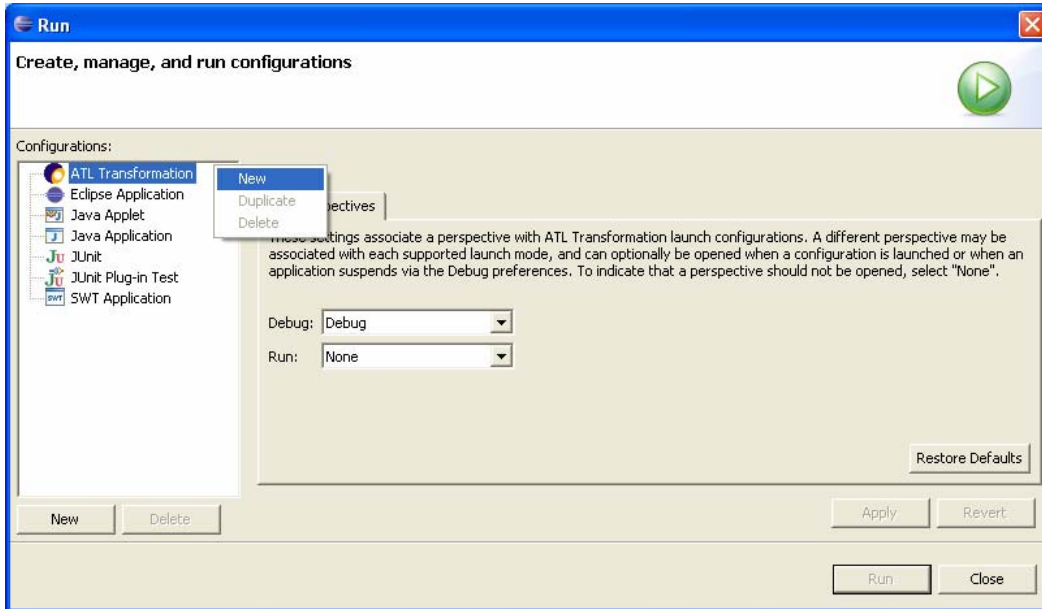 Run
Create, manage, and run configurations
Configurations:
ATL Transformation
Eclipse Application
Java Applet
Java Application
JUnit
JUnit Plug-in Test
SWT Application
New
Duplicate
Delete
pectives
These settings associate a perspective with ATL Transformation launch configurations. A different perspective may be
associated with each supported launch mode, and can optionally be opened when a configuration is launched or when an
application suspends via the Debug preferences. To indicate that a perspective should not be opened, select "None".
Debug: Debug
Run: None
Restore Defaults
New Delete
Apply Revert
Run Close